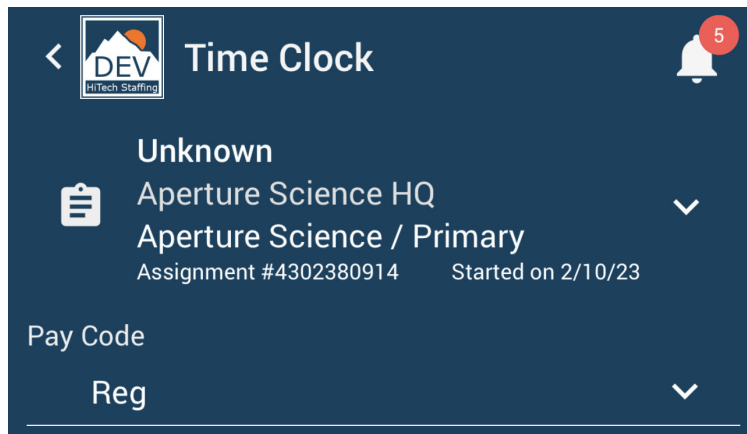 DEV
HiTech Staffing
Time Clock
5
Unknown
Aperture Science HQ
Aperture Science / Primary
Assignment #4302380914 Started on 2/10/23
Pay Code
Reg